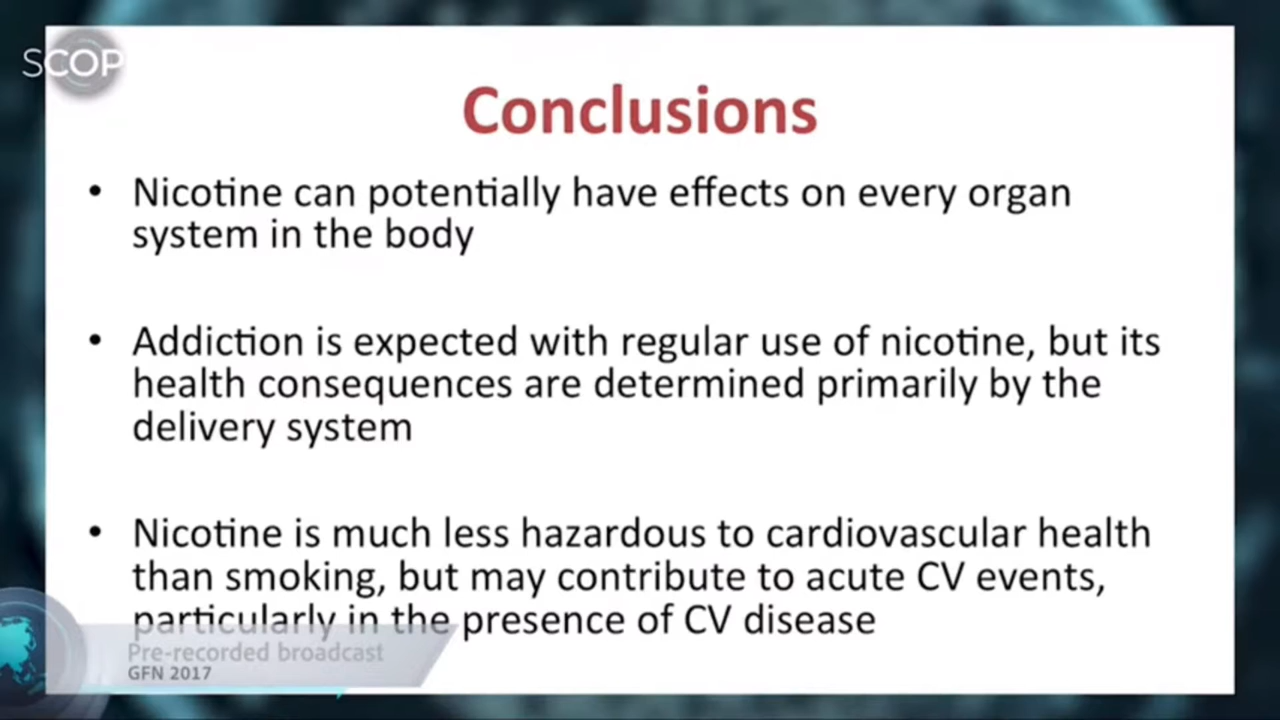 SCOP
Conclusions
• Nicotine can potentially have effects on every organ
system in the body
• Addiction is expected with regular use of nicotine, but its
health consequences are determined primarily by the
delivery system
• Nicotine is much less hazardous to cardiovascular health
than smoking, but may contribute to acute CV events,
particularly in the presence of CV disease
Pre-recorded broadcast
GFN 2017